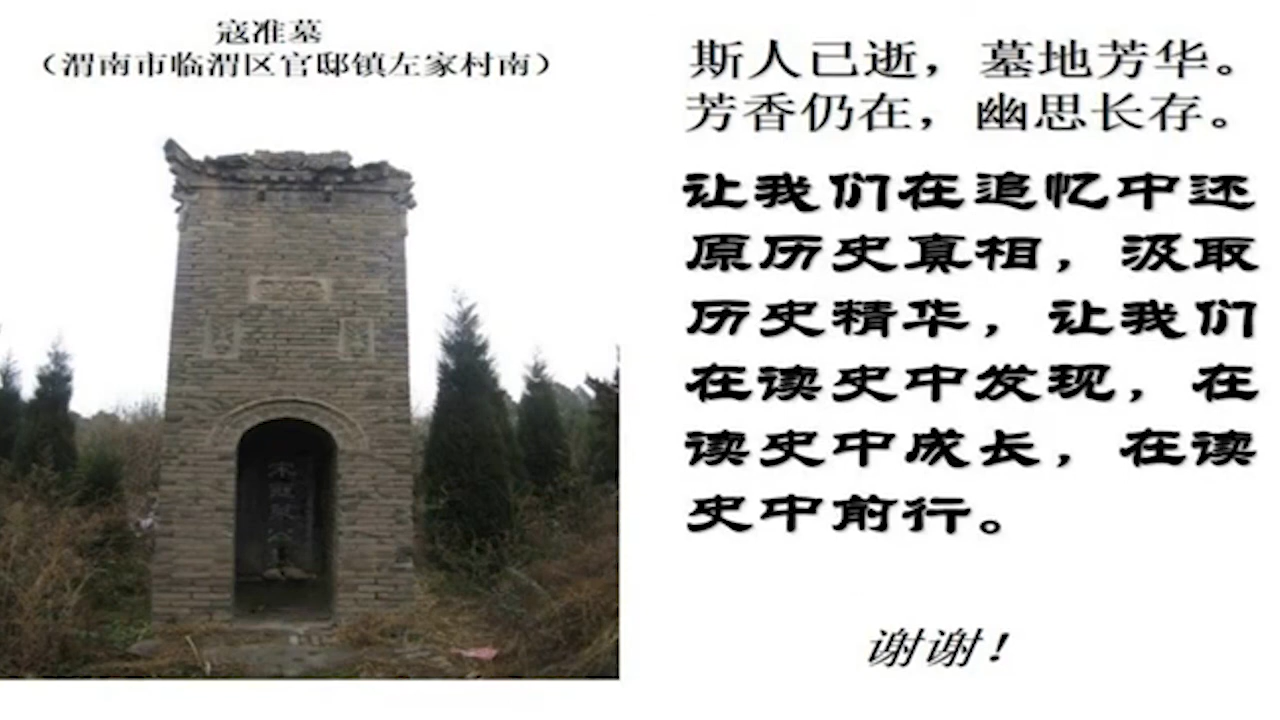 寇准墓
（渭南市临渭区官邸镇左家村南）
斯人已逝，墓地芳华。
芳香仍在，幽思长存。
让我们在追忆中还
原历史真相，汲取
历史精华，让我们
在读史中发现，在
读史中成长，在读
史中前行。
谢谢！